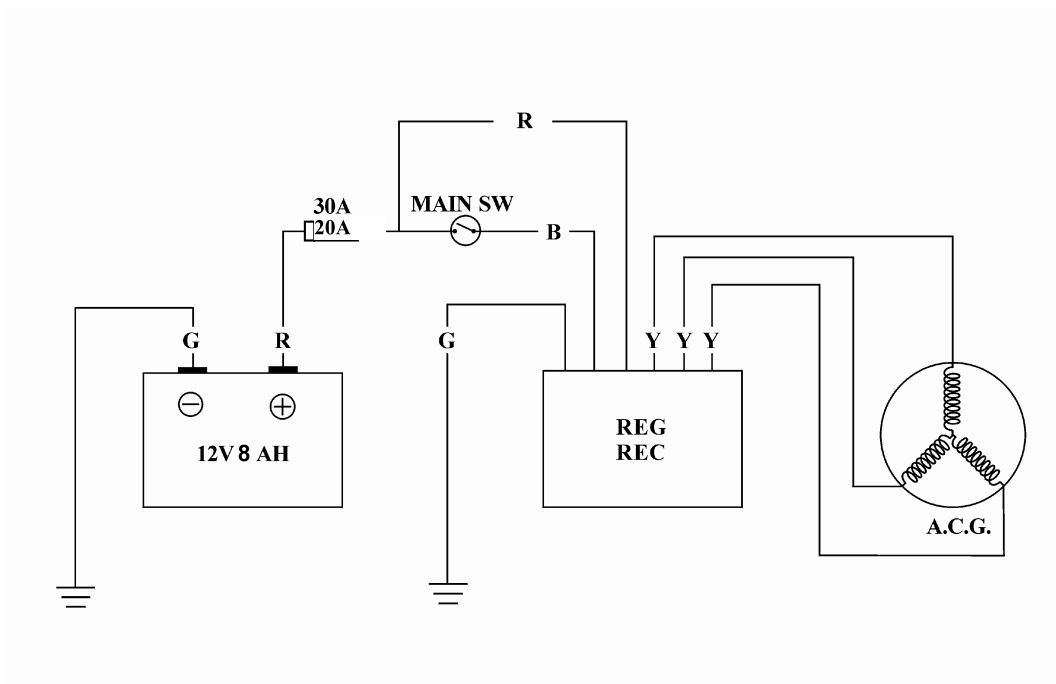 R
30A
20A
MAIN SW
B
G
R
G
Y Y Y
12V 8 AH
REG
REC
A.C.G.